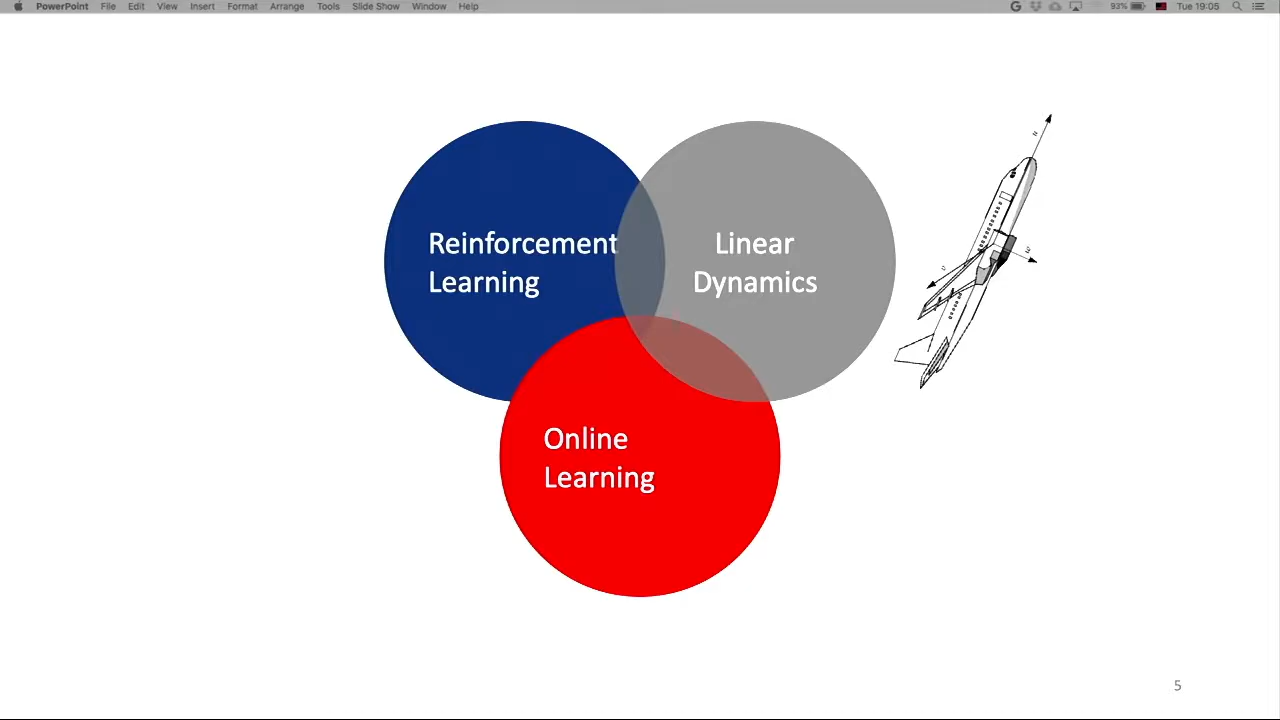 PowerPoint File Edit View Insert Format Arrange Tools Slide Show Window Help 93% Tue 19:05
Reinforcement
Learning
Linear
Dynamics
Online
Learning
5